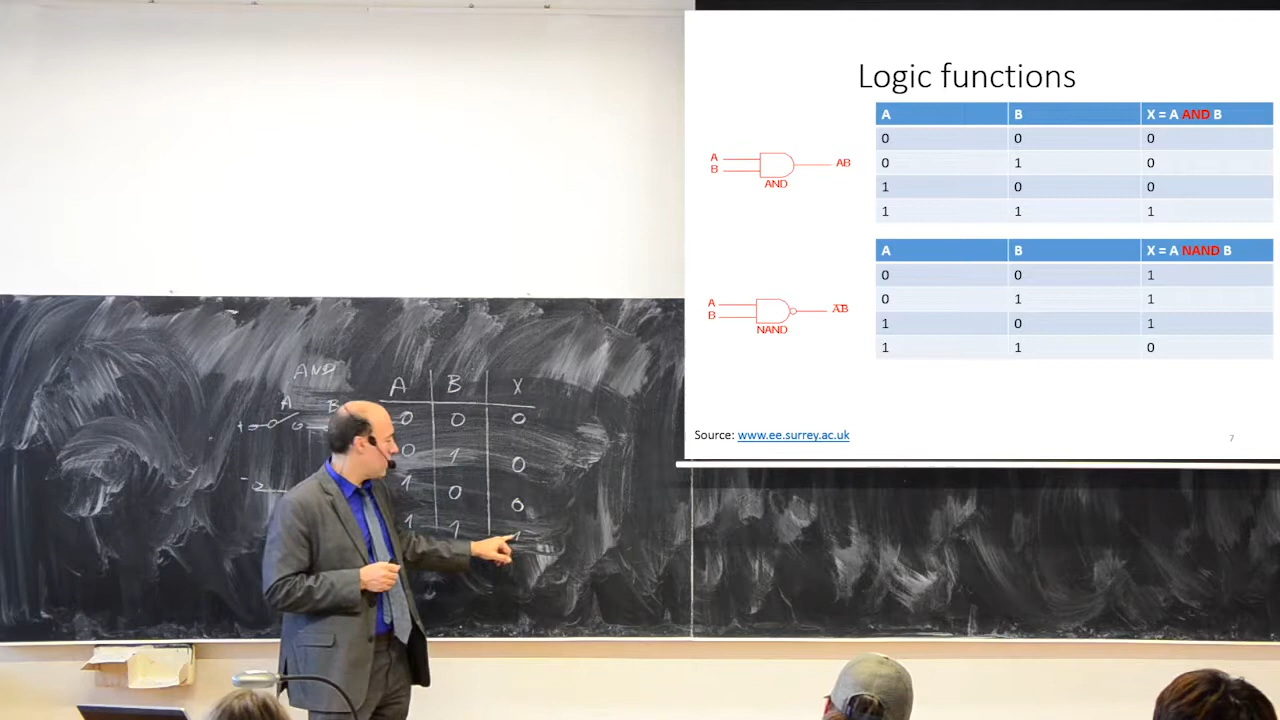 Logic functions
A B X = A AND B
0 0 0
0 1 0
1 0 0
1 1 1
A
B
AND
AB
A B X = A NAND B
0 0 1
0 1 1
1 0 1
1 1 0
A
B
NAND
A̅B̅
Source: www.ee.surrey.ac.uk
7
AND
A B
A B X
0 0 0
0 1 0
1 0 0
1 1 1